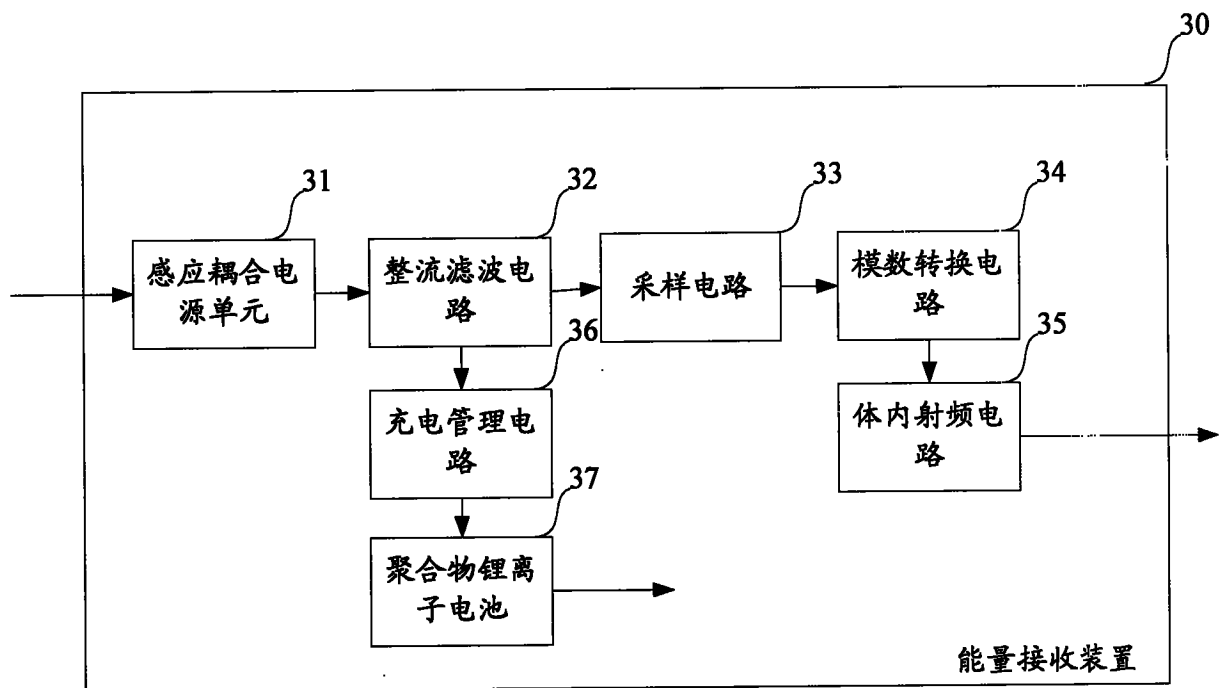 30
31
32
33
34
感应耦合电
源单元
整流滤波电
路
采样电路
模数转换电
路
36
35
充电管理电
路
体内射频电
路
37
聚合物锂离
子电池
能量接收装置